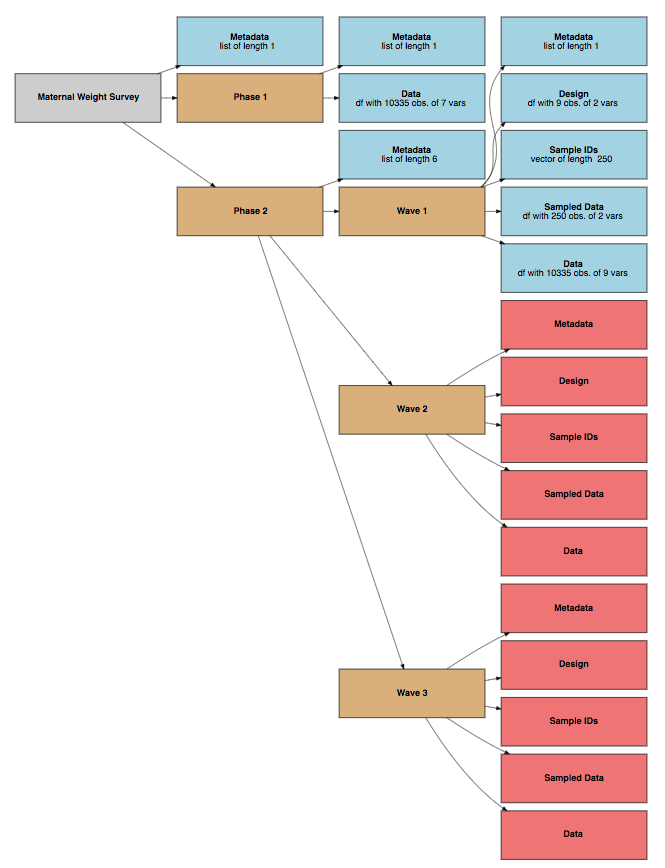 Maternal Weight Survey
Metadata
list of length 1
Phase 1
Metadata
list of length 1
Data
df with 10335 obs. of 7 vars
Phase 2
Metadata
list of length 6
Wave 1
Metadata
list of length 1
Design
df with 9 obs. of 2 vars
Sample IDs
vector of length 250
Sampled Data
df with 250 obs. of 2 vars
Data
df with 10335 obs. of 9 vars
Wave 2
Metadata
Design
Sample IDs
Sampled Data
Data
Wave 3
Metadata
Design
Sample IDs
Sampled Data
Data